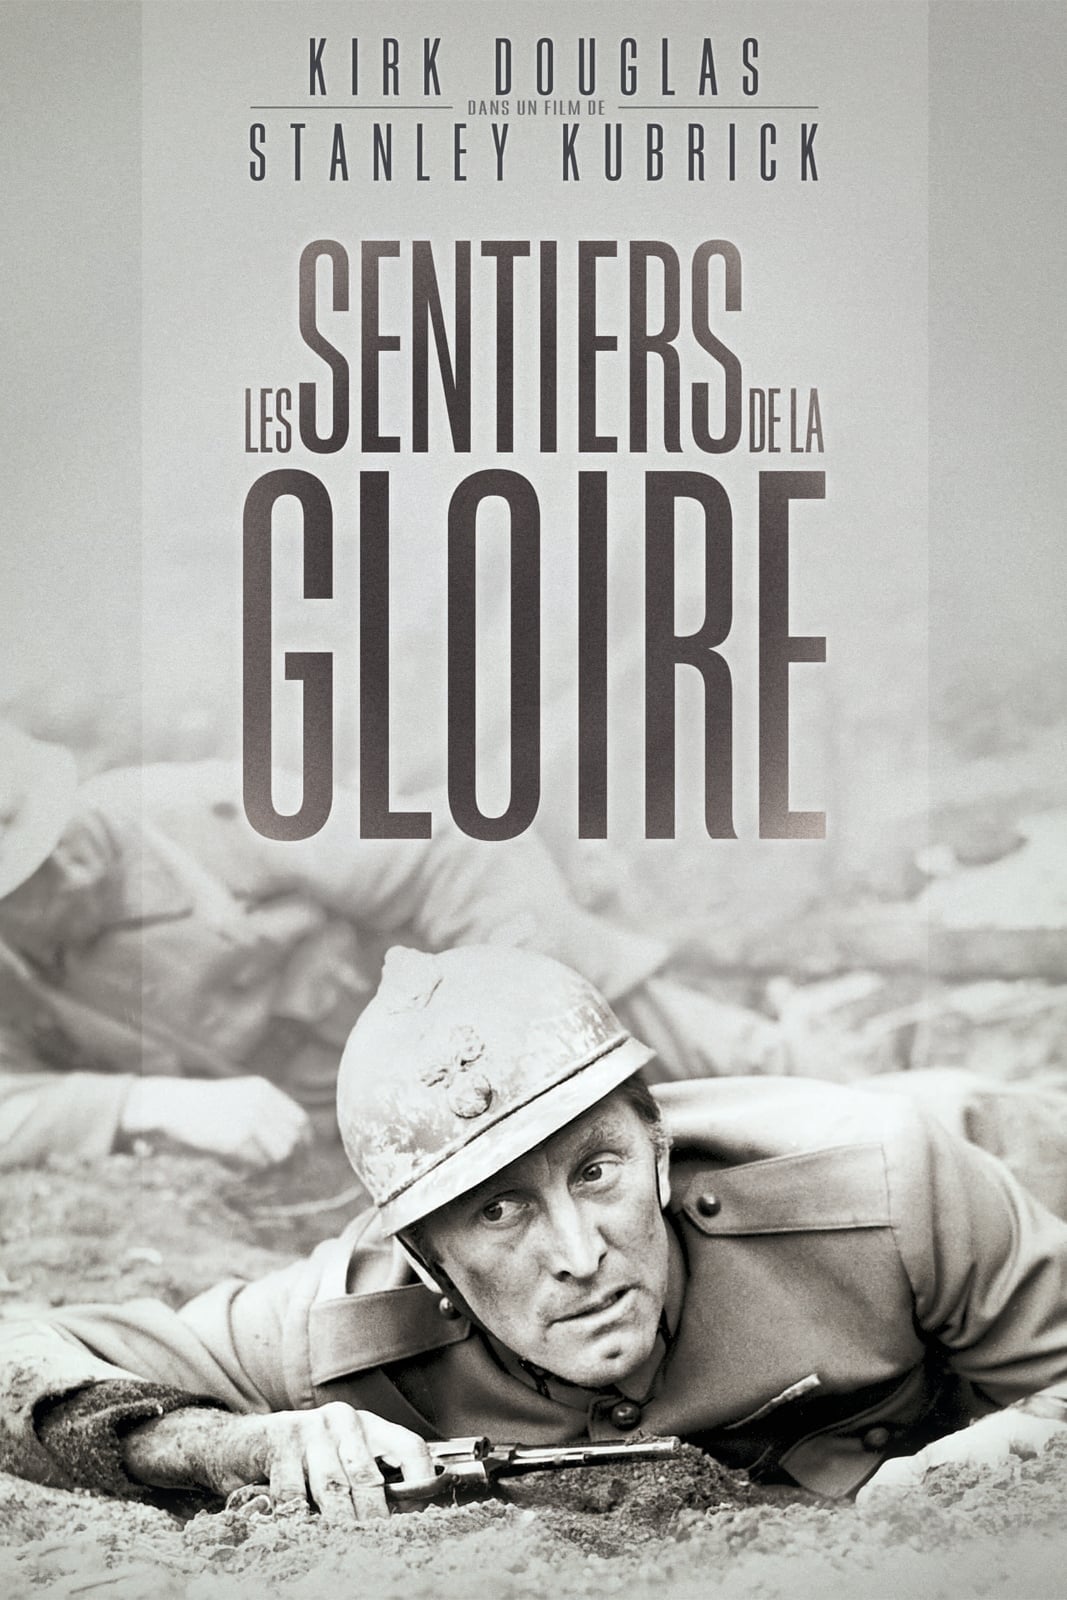 KIRK DOUGLAS
DANS UN FILM DE
STANLEY KUBRICK
LES SENTIERS DE LA
GLOIRE